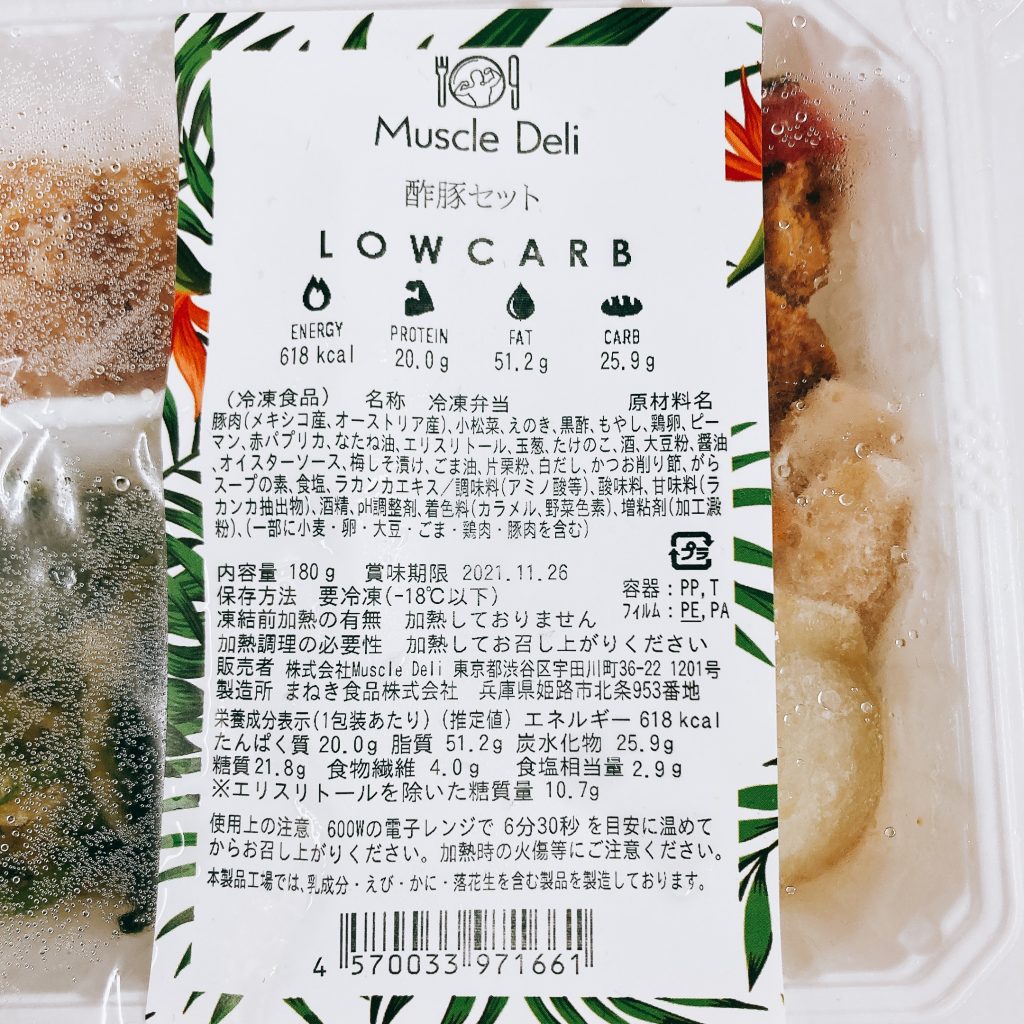 Muscle Deli
酢豚セット
LOWCARB
ENERGY PROTEIN FAT CARB
618 kcal 20.0g 51.2g 25.9g
(冷凍食品) 名称 冷凍弁当 原材料名
豚肉(メキシコ産、オーストリア産)、小松菜、えのき、黒酢、もやし、鶏卵、ピー
マン、赤パプリカ、なたね油、エリスリトール、玉葱、たけのこ、酒、大豆粉、醤油
、オイスターソース、梅しそ漬け、ごま油、片栗粉、白だし、かつお削り節、がら
スープの素、食塩、ラカンカエキス/調味料(アミノ酸等)、酸味料、甘味料(ラ
カンカ抽出物)、酒精、pH調整剤、着色料(カラメル、野菜色素)、増粘剤(加工澱
粉)、(一部に小麦・卵・大豆・ごま・鶏肉・豚肉を含む)
プラ
内容量 180g 賞味期限 2021.11.26
保存方法 要冷凍(-18℃以下)
容器:PP,T
フィルム:PE,PA
凍結前加熱の有無 加熱しておりません
加熱調理の必要性 加熱してお召し上がりください
販売者 株式会社Muscle Deli 東京都渋谷区宇田川町36-22 1201号
製造所 まねき食品株式会社 兵庫県姫路市北条953番地
栄養成分表示(1包装あたり)(推定値) エネルギー 618 kcal
たんぱく質 20.0g 脂質 51.2g 炭水化物 25.9g
糖質21.8g 食物繊維 4.0g 食塩相当量 2.9g
※エリスリトールを除いた糖質量 10.7g
使用上の注意 600Wの電子レンジで 6分30秒 を目安に温めて
からお召し上がりください。加熱時の火傷等にご注意ください。
本製品工場では、乳成分・えび・かに・落花生を含む製品を製造しております。
4 570033 971661